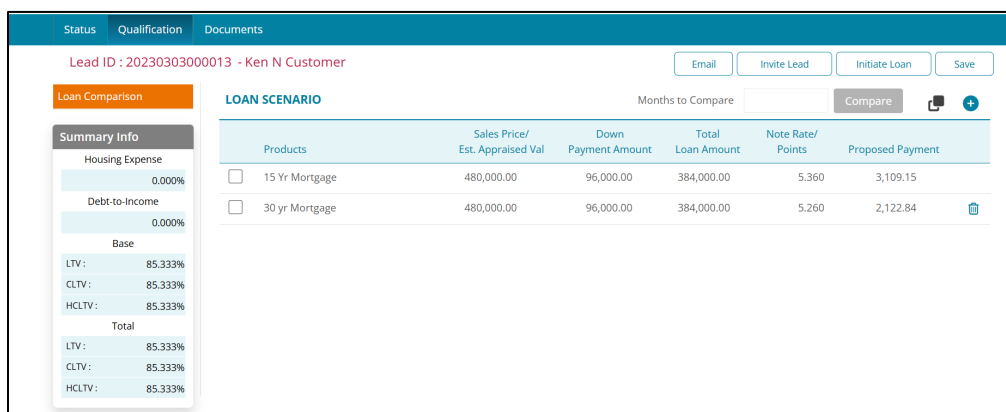 Status Qualification Documents
Lead ID : 20230303000013 - Ken N Customer
Email Invite Lead Initiate Loan Save
Loan Comparison
Summary Info
Housing Expense
0.000%
Debt-to-Income
0.000%
Base
LTV : 85.333%
CLTV : 85.333%
HCLTV : 85.333%
Total
LTV : 85.333%
CLTV : 85.333%
HCLTV : 85.333%
LOAN SCENARIO Months to Compare Compare
Products Sales Price/ Est. Appraised Val Down Payment Amount Total Loan Amount Note Rate/ Points Proposed Payment
15 Yr Mortgage 480,000.00 96,000.00 384,000.00 5.360 3,109.15
30 yr Mortgage 480,000.00 96,000.00 384,000.00 5.260 2,122.84